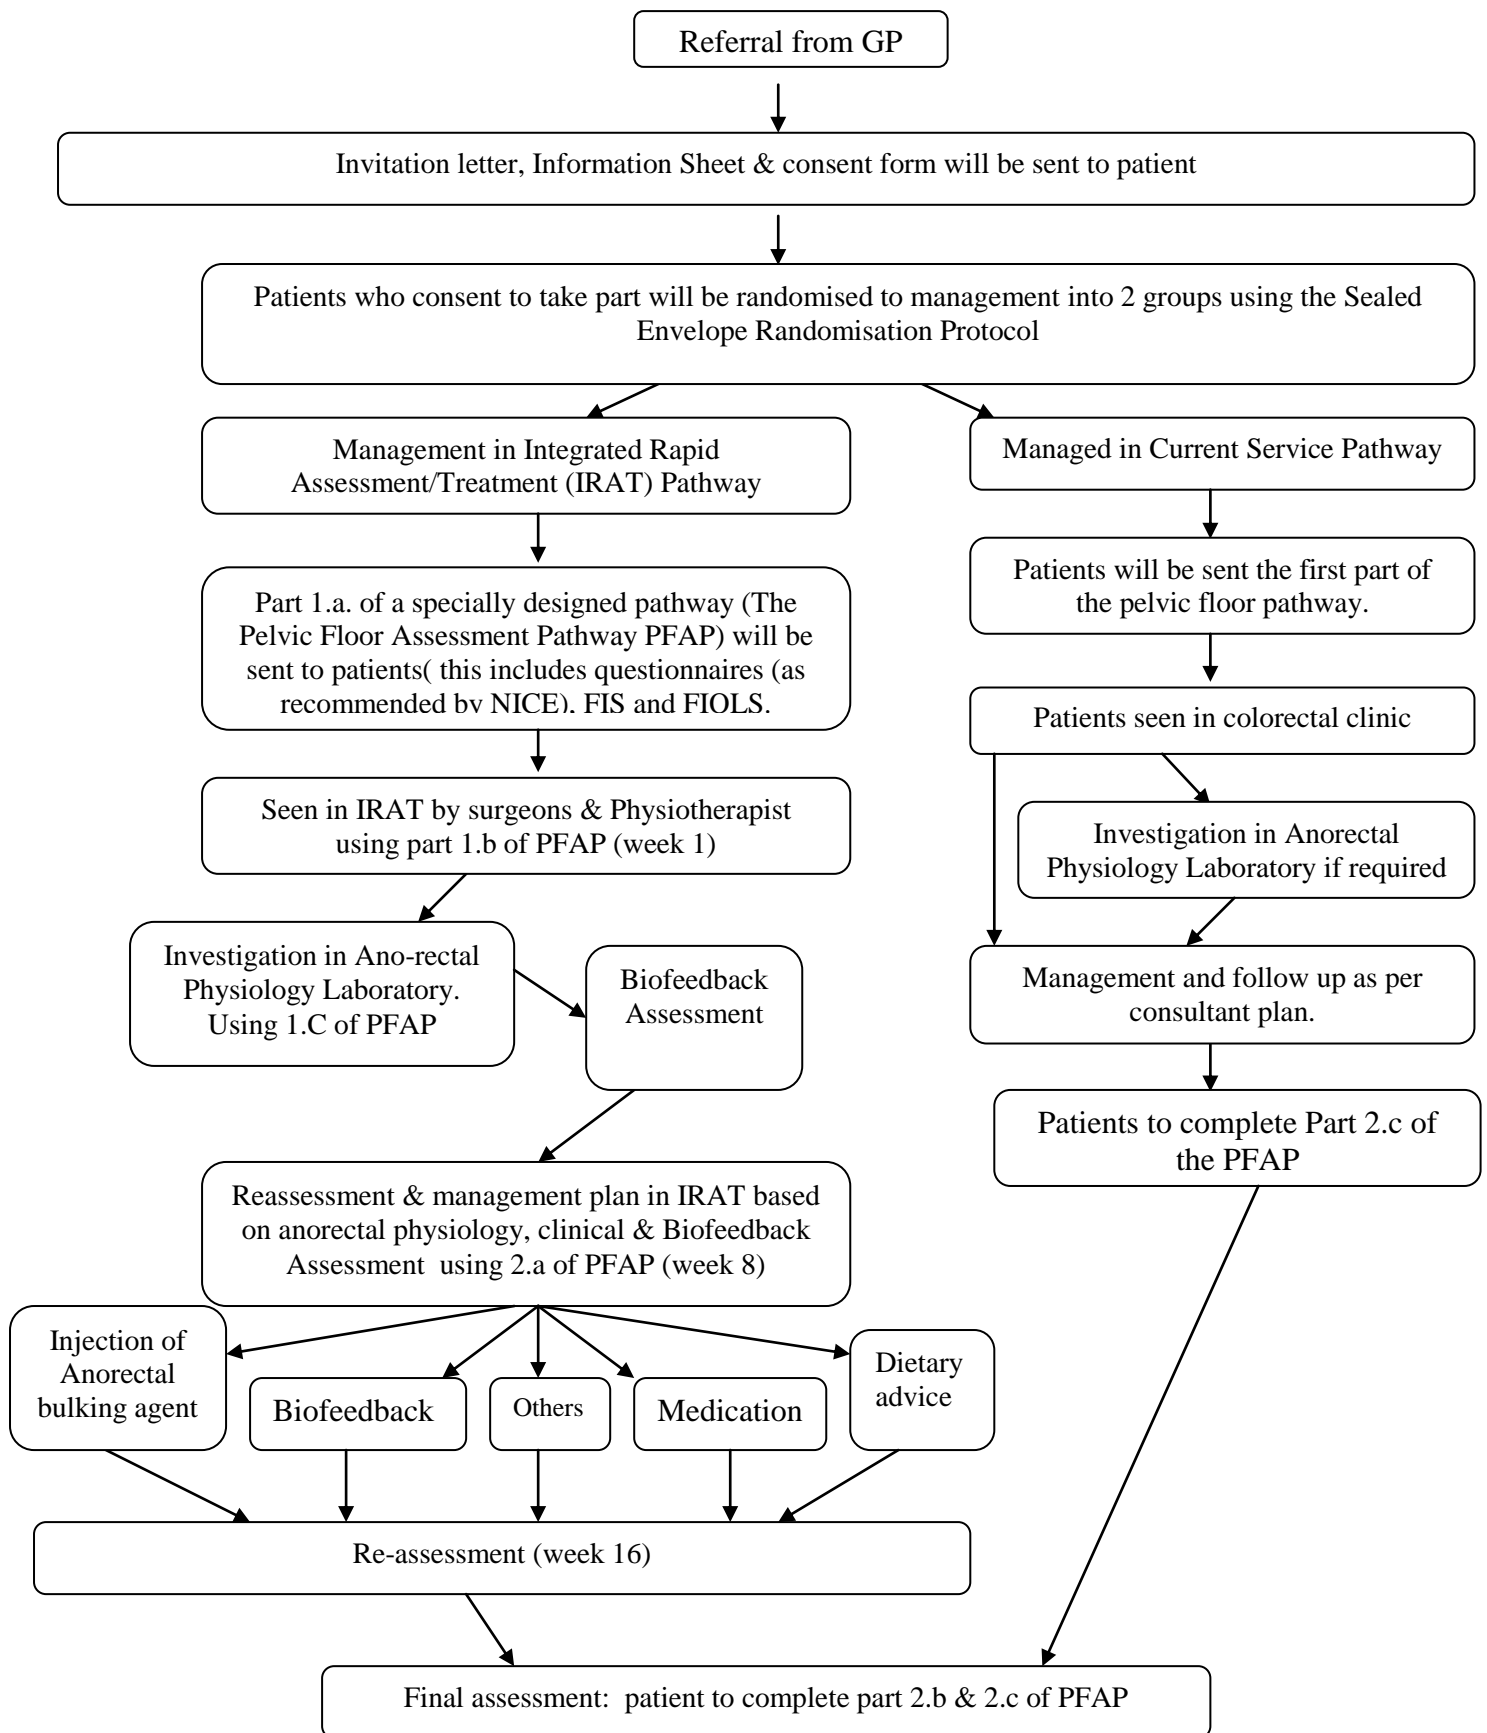 Referral from GP
Invitation letter, Information Sheet & consent form will be sent to patient
Patients who consent to take part will be randomised to management into 2 groups using the Sealed
Envelope Randomisation Protocol
Management in Integrated Rapid
Assessment/Treatment (IRAT) Pathway
Managed in Current Service Pathway
Part 1.a. of a specially designed pathway (The
Pelvic Floor Assessment Pathway PFAP) will be
sent to patients( this includes questionnaires (as
recommended by NICE), FIS and FIQLS.
Patients will be sent the first part of
the pelvic floor pathway.
Patients seen in colorectal clinic
Seen in IRAT by surgeons & Physiotherapist
using part 1.b of PFAP (week 1)
Investigation in Anorectal
Physiology Laboratory if required
Investigation in Ano-rectal
Physiology Laboratory.
Using 1.C of PFAP
Biofeedback
Assessment
Management and follow up as per
consultant plan.
Patients to complete Part 2.c of
the PFAP
Reassessment & management plan in IRAT based
on anorectal physiology, clinical & Biofeedback
Assessment  using 2.a of PFAP (week 8)
Injection of
Anorectal
bulking agent
Biofeedback
Others
Medication
Dietary
advice
Re-assessment (week 16)
Final assessment:  patient to complete part 2.b & 2.c of PFAP